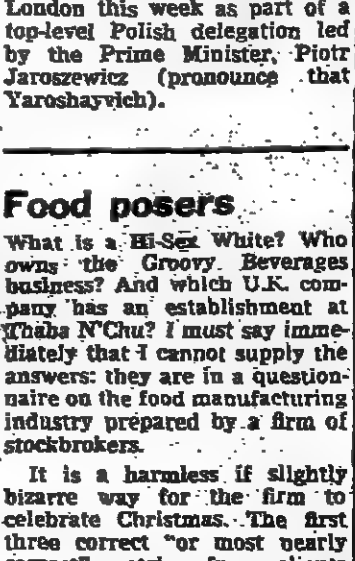 London this week as part of a
top-level Polish delegation led
by the Prime Minister, Piotr
Jaroszewicz (pronounce that
Yaroshayvich).
Food posers
What is a Hi-Sex White? Who
owns the Groovy Beverages
business? And which U.K. com-
pany has an establishment at
Thaba N'Chu? I must say imme-
diately that I cannot supply the
answers: they are in a question-
naire on the food manufacturing
industry prepared by a firm of
stockbrokers.
It is a harmless if slightly
bizarre way for the firm to
celebrate Christmas. The first
three correct "or most nearly